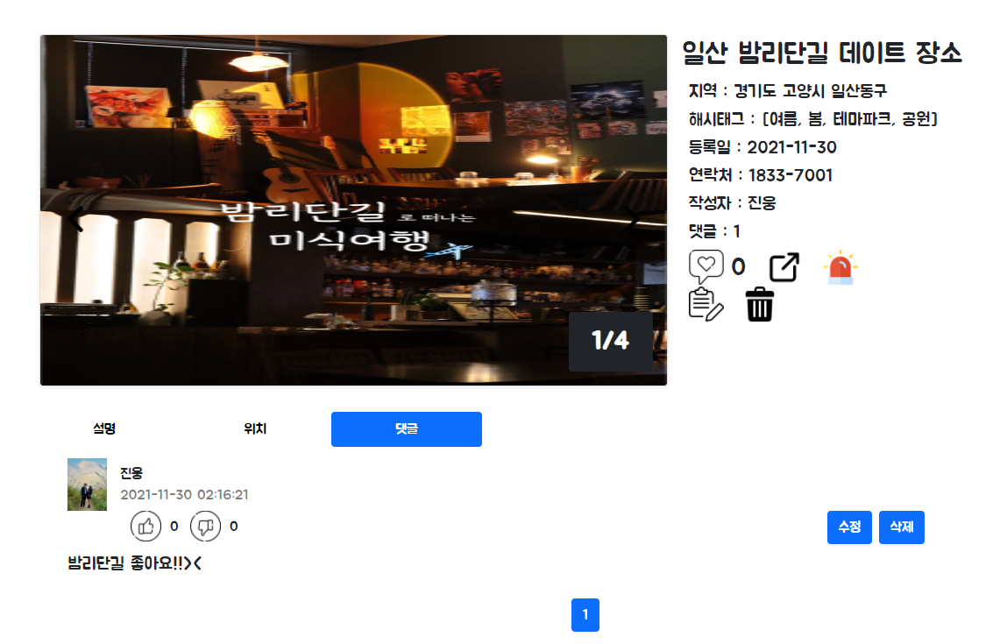 밤리단길 로 떠나는
미식여행
1/4
일산 밤리단길 데이트 장소
지역 : 경기도 고양시 일산동구
해시태그 : [여름, 봄, 테마파크, 공원]
등록일 : 2021-11-30
연락처 : 1833-7001
작성자 : 진웅
댓글 : 1
0
설명 위치 댓글
진웅
2021-11-30 02:16:21
0 0
수정 삭제
밤리단길 좋아요!!><
1